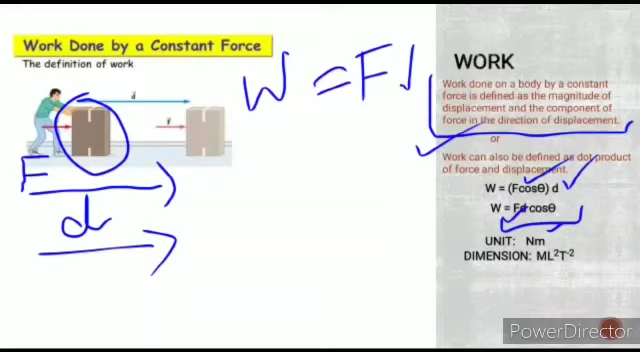 Work Done by a Constant Force
The definition of work
d
F
W = Fd
F
d
WORK
Work done on a body by a constant
force is defined as the magnitude of
displacement and the component of
force in the direction of displacement.
or
Work can also be defined as dot product
of force and displacement.
W = (Fcosθ) d
W = Fd cosθ
UNIT: Nm
DIMENSION: ML²T⁻²
PowerDirector